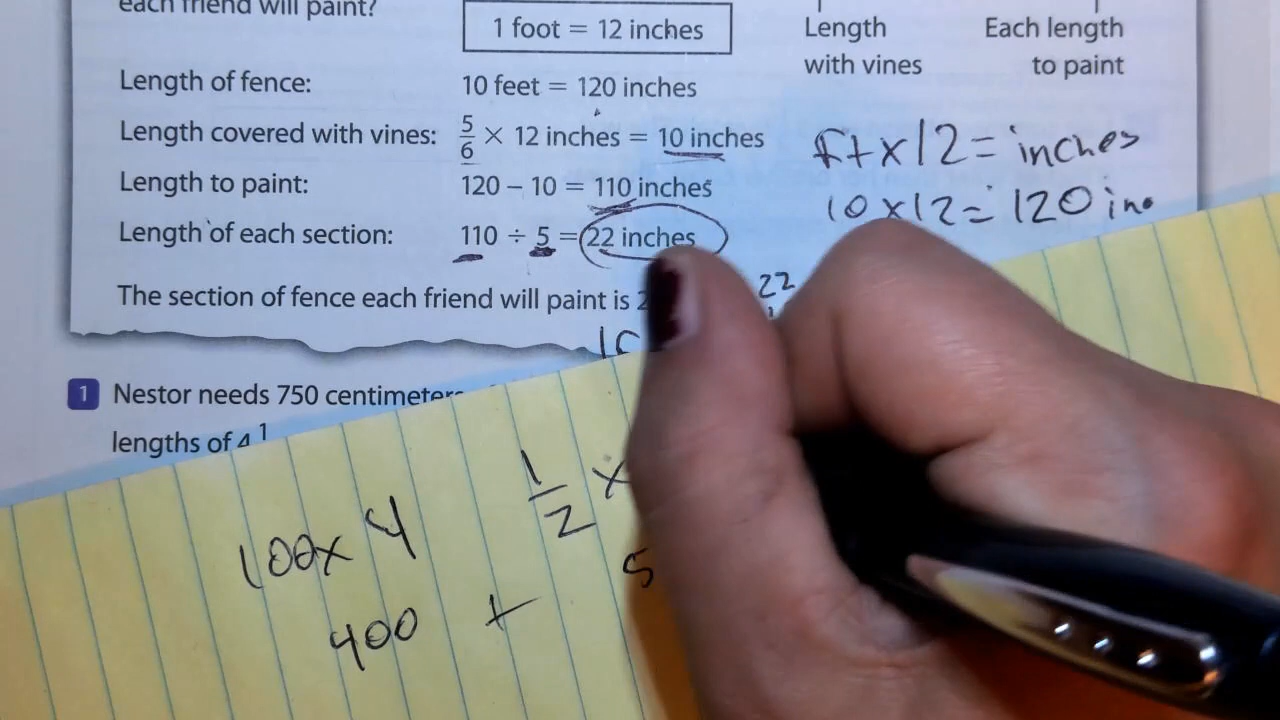 each friend will paint?
1 foot = 12 inches
Length
with vines
Each length
to paint
Length of fence:
10 feet = 120 inches
Length covered with vines:
5/6 × 12 inches = 10 inches
Length to paint:
120 – 10 = 110 inches
Length of each section:
110 ÷ 5 = 22 inches
The section of fence each friend will paint is
ft x 12 = inches
10 x 12 = 120 in
22
1 Nestor needs 750
lengths of 4 1
100 x 4
1/2 x
400 +
5